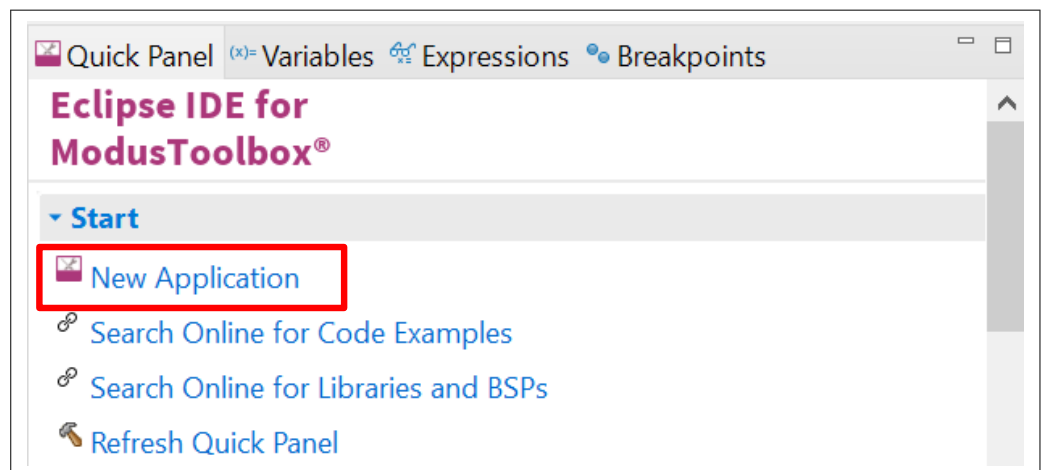 Quick Panel (x)= Variables Expressions Breakpoints
Eclipse IDE for
ModusToolbox®
Start
New Application
Search Online for Code Examples
Search Online for Libraries and BSPs
Refresh Quick Panel